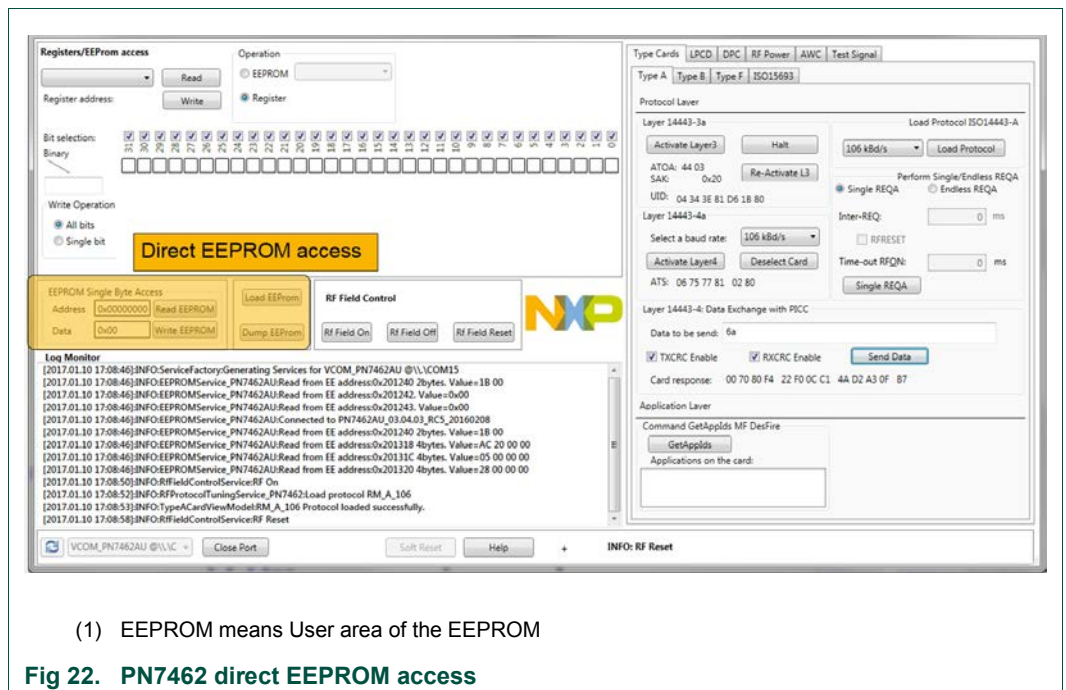 Registers/EEProm access
Read
Register address:
Write
Operation
EEPROM
Register
Bit selection:
31 30 29 28 27 26 25 24 23 22 21 20 19 18 17 16 15 14 13 12 11 10 9 8 7 6 5 4 3 2 1 0
Binary
Write Operation
All bits
Single bit
Direct EEPROM access
EEPROM Single Byte Access
Address 0x00000000 Read EEPROM
Data 0x00 Write EEPROM
Load EEProm
Dump EEProm
RF Field Control
Rf Field On Rf Field Off Rf Field Reset
NXP
Log Monitor
[2017.01.10 17:08:46]:INFO:ServiceFactory:Generating Services for VCOM_PN7462AU @\\.\COM15
[2017.01.10 17:08:46]:INFO:EEPROMService_PN7462AU:Read from EE address:0x201240 2bytes. Value=1B 00
[2017.01.10 17:08:46]:INFO:EEPROMService_PN7462AU:Read from EE address:0x201242. Value=0x00
[2017.01.10 17:08:46]:INFO:EEPROMService_PN7462AU:Read from EE address:0x201243. Value=0x00
[2017.01.10 17:08:46]:INFO:EEPROMService_PN7462AU:Connected to PN7462AU_03.04.03_RC5_20160208
[2017.01.10 17:08:46]:INFO:EEPROMService_PN7462AU:Read from EE address:0x201240 2bytes. Value=1B 00
[2017.01.10 17:08:46]:INFO:EEPROMService_PN7462AU:Read from EE address:0x201318 4bytes. Value=AC 20 00 00
[2017.01.10 17:08:46]:INFO:EEPROMService_PN7462AU:Read from EE address:0x20131C 4bytes. Value=05 00 00 00
[2017.01.10 17:08:46]:INFO:EEPROMService_PN7462AU:Read from EE address:0x201320 4bytes. Value=28 00 00 00
[2017.01.10 17:08:50]:INFO:RfFieldControlService:RF On
[2017.01.10 17:08:52]:INFO:RFProtocolTuningService_PN7462:Load protocol RM_A_106
[2017.01.10 17:08:53]:INFO:TypeACardViewModel:RM_A_106 Protocol loaded successfully.
[2017.01.10 17:08:58]:INFO:RfFieldControlService:RF Reset
Type Cards LPCD DPC RF Power AWC Test Signal
Type A Type B Type F ISO15693
Protocol Layer
Layer 14443-3a
Activate Layer3 Halt
ATQA: 44 03
SAK: 0x20
Re-Activate L3
UID: 04 34 3E 81 D6 1B 80
Load Protocol ISO14443-A
106 kBd/s Load Protocol
Perform Single/Endless REQA
Single REQA Endless REQA
Layer 14443-4a
Select a baud rate: 106 kBd/s
Activate Layer4 Deselect Card
ATS: 06 75 77 81 02 80
Inter-REQ: 0 ms
RFRESET
Time-out RFON: 0 ms
Single REQA
Layer 14443-4: Data Exchange with PICC
Data to be send: 6a
TXCRC Enable RXCRC Enable Send Data
Card response: 00 70 80 F4 22 F0 0C C1 4A D2 A3 0F 87
Application Layer
Command GetAppIds MF DesFire
GetAppIds
Applications on the card:
VCOM_PN7462AU @\\.\C Close Port Soft Reset Help + INFO: RF Reset
(1) EEPROM means User area of the EEPROM
Fig 22. PN7462 direct EEPROM access